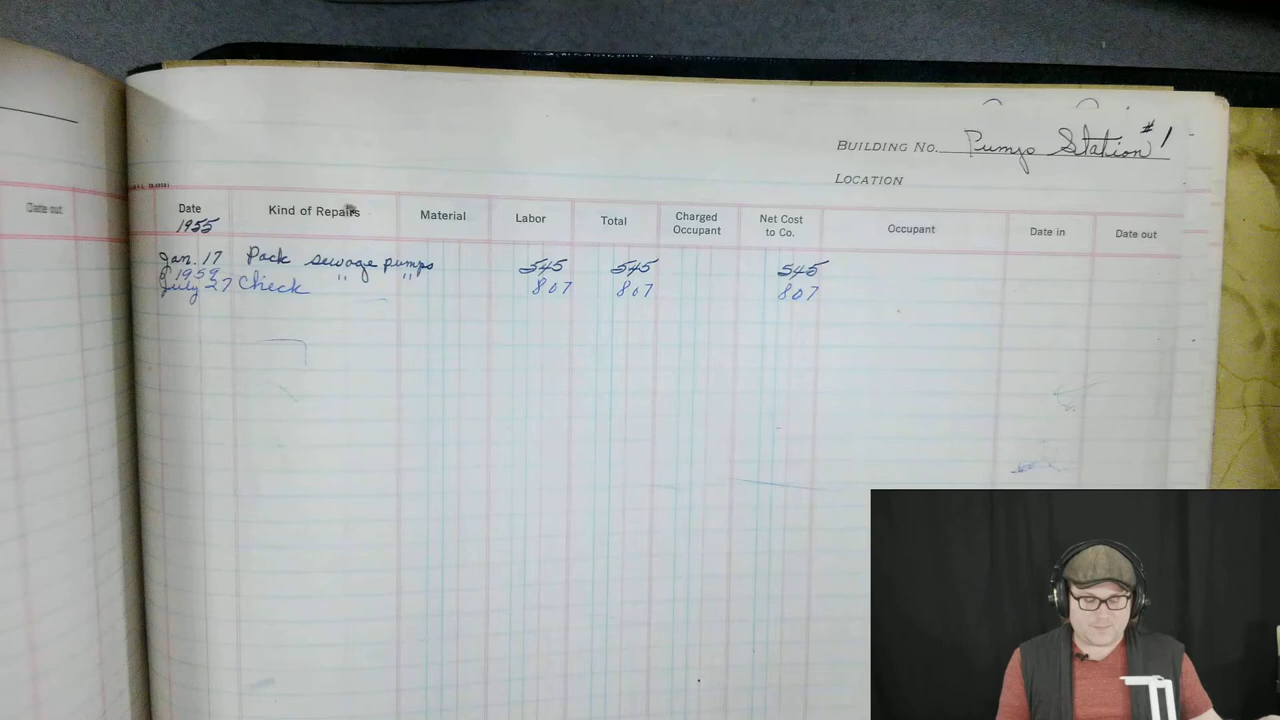 BUILDING NO. Pump Station #1
LOCATION
Date out
Date 1955 Kind of Repairs Material Labor Total Charged Occupant Net Cost to Co. Occupant Date in Date out
Jan. 17 Pack sewage pumps 545 545 545
1959
July 27 Check " " 807 807 807